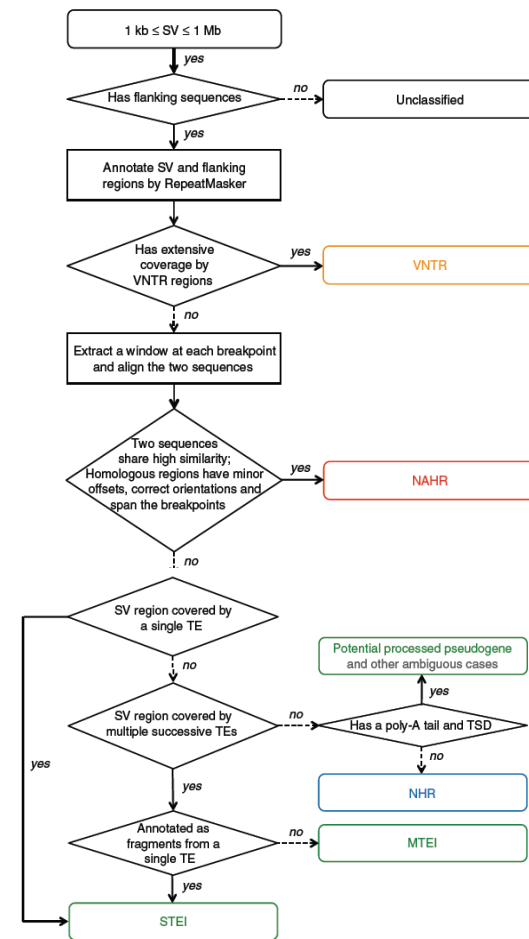 1 kb ≤ SV ≤ 1 Mb
yes
Has flanking sequences
no
Unclassified
yes
Annotate SV and flanking
regions by RepeatMasker
Has extensive
coverage by
VNTR regions
yes
VNTR
no
Extract a window at each breakpoint
and align the two sequences
Two sequences
share high similarity;
Homologous regions have minor
offsets, correct orientations and
span the breakpoints
yes
NAHR
no
SV region covered by
a single TE
no
Potential processed pseudogene
and other ambiguous cases
yes
SV region covered by
multiple successive TEs
no
Has a poly-A tail and TSD
no
NHR
yes
yes
Annotated as
fragments from a
single TE
no
MTEI
yes
STEI